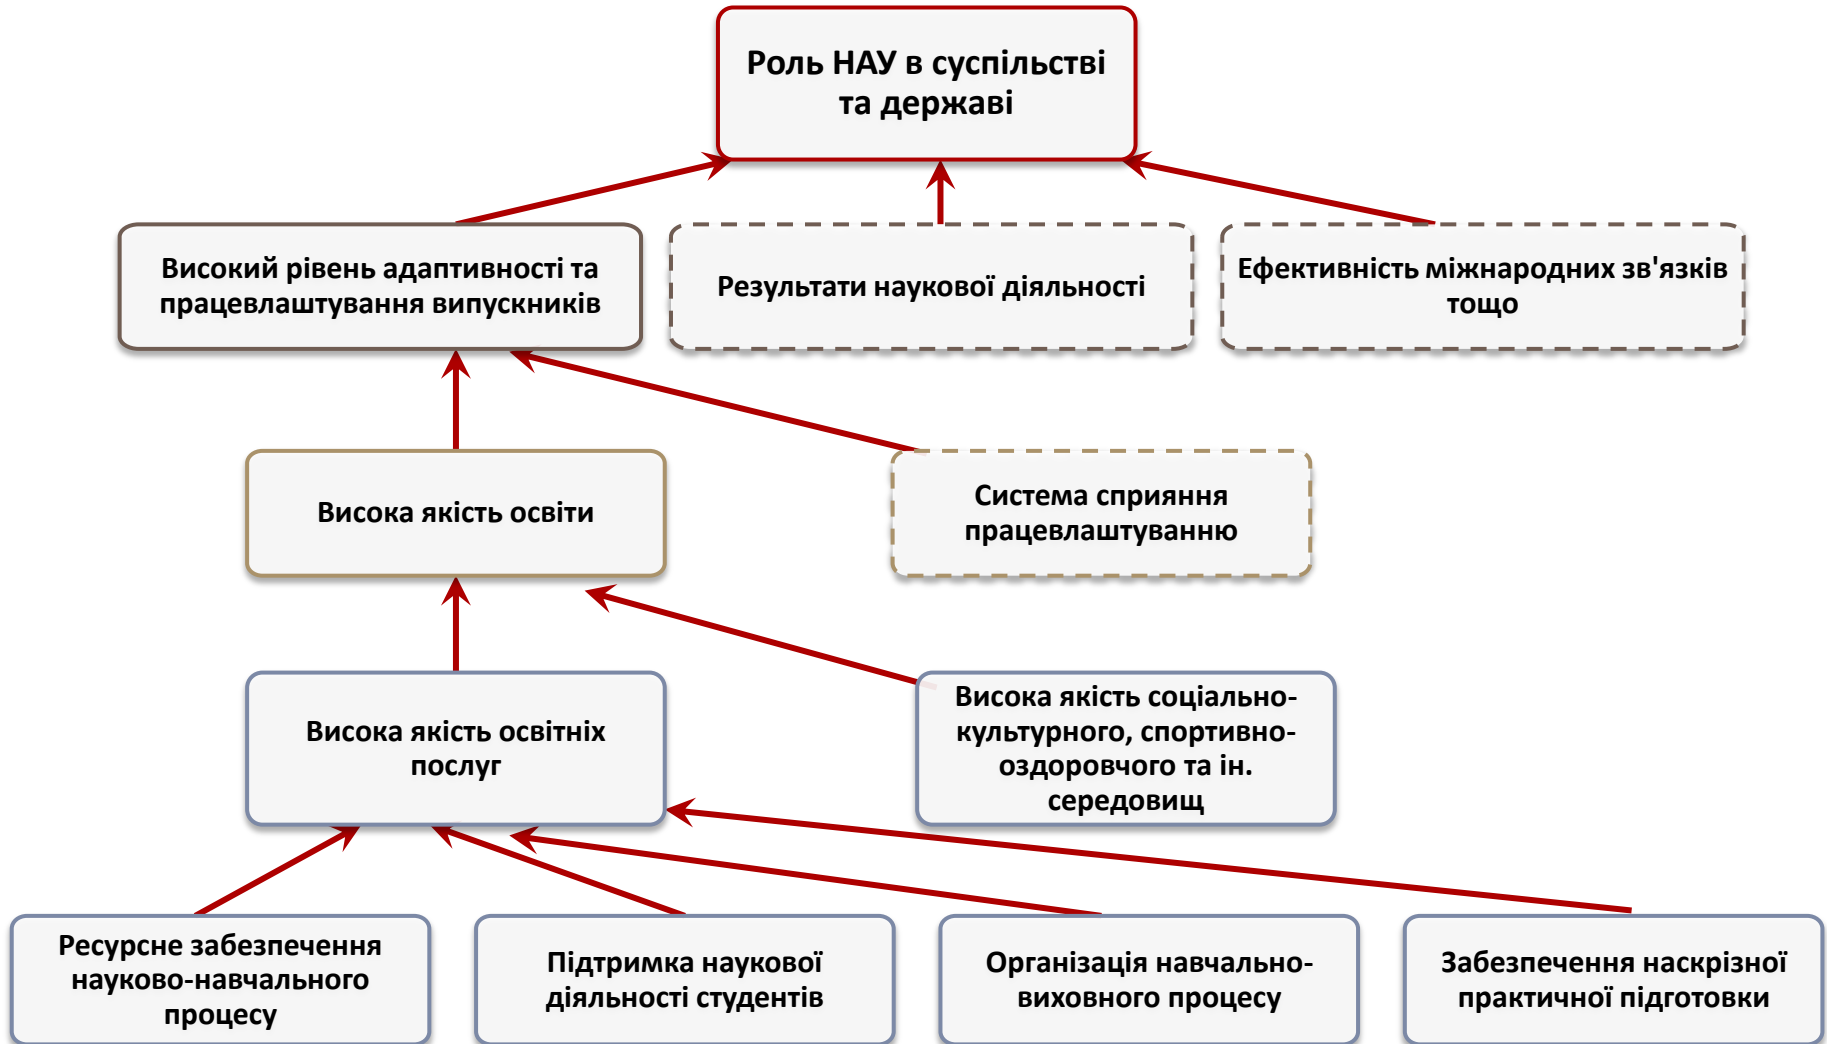 Роль НАУ в суспільстві
та державі
Високий рівень адаптивності та
працевлаштування випускників
Результати наукової діяльності
Ефективність міжнародних зв'язків
тощо
Висока якість освіти
Система сприяння
працевлаштуванню
Висока якість освітніх
послуг
Висока якість соціально-
культурного, спортивно-
оздоровчого та ін.
середовищ
Ресурсне забезпечення
науково-навчального
процесу
Підтримка наукової
діяльності студентів
Організація навчально-
виховного процесу
Забезпечення наскрізної
практичної підготовки